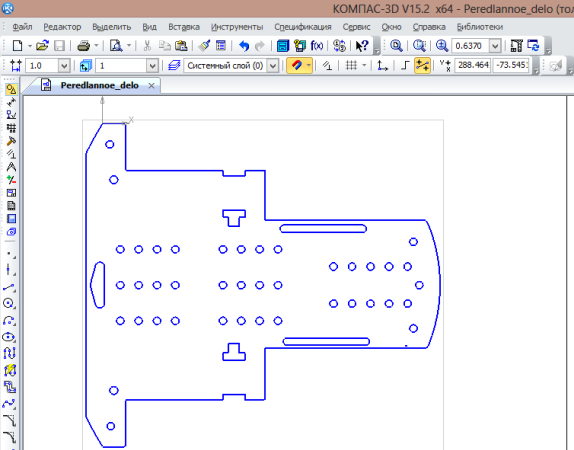 КОМПАС-3D V15.2 x64 - Peredlannoe_delo (тол
Файл Редактор Выделить Вид Вставка Инструменты Спецификация Сервис Окно Справка Библиотеки
f(x) 0.6370
1.0 1 Системный слой (0) Y X 288.464 -73.545
Peredlannoe_delo
X